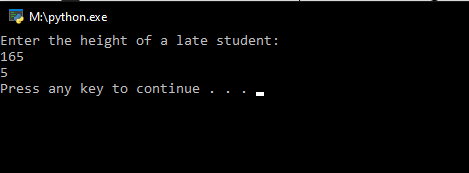 M:\python.exe
Enter the height of a late student:
165
5
Press any key to continue . . .